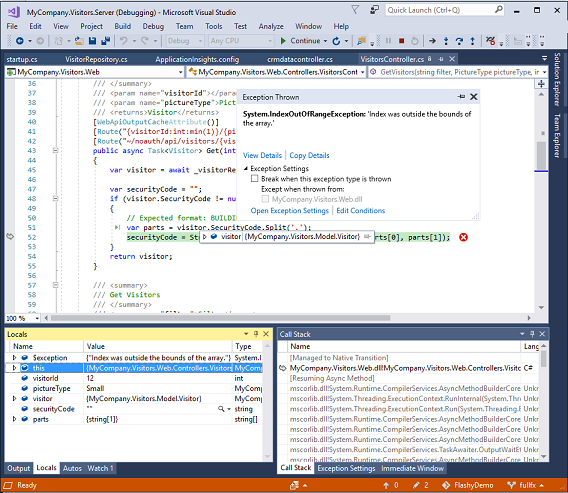 MyCompany.Visitors.Server (Debugging) - Microsoft Visual Studio
Quick Launch (Ctrl+Q)
File Edit View Project Build Debug Team Tools Test Analyze Window Help
Debug Any CPU Continue
startup.cs VisitorRepository.cs ApplicationInsights.config crmdatacontroller.cs VisitorsController.cs
MyCompany.Visitors.Web MyCompany.Visitors.Web.Controllers.VisitorsCont GetVisitors(string filter, PictureType pictureType, in
Solution Explorer
Team Explorer
36 /// </summary>
37 /// <param name="visitorId"></para
38 /// <param name="pictureType">Pict
39 /// <returns>Visitor</returns>
40 [WebApiOutputCacheAttribute()]
41 [Route("{visitorId:int:min(1)}/{pi
42 [Route("~/noauth/api/visitors/{vis
43 public async Task<Visitor> Get(int
44 {
45 var visitor = await _visitorRe
46
47 var securityCode = "";
48 if (visitor.SecurityCode != nu
49 {
50 // Expected format: BUILDIN
51 var parts = visitor.SecurityCode.Split('.');
52 securityCode = St visitor {MyCompany.Visitors.Model.Visitor} parts[0], parts[1]);
53 }
54 return visitor;
55 }
56
57 /// <summary>
58 /// Get Visitors
59 /// </summary>
Exception Thrown
System.IndexOutOfRangeException: 'Index was outside the bounds of
the array.'
View Details | Copy Details
Exception Settings
Break when this exception type is thrown
Except when thrown from:
MyCompany.Visitors.Web.dll
Open Exception Settings | Edit Conditions
100 %
Locals
Name Value Type
$exception {"Index was outside the bounds of the array."} System.I
this {MyCompany.Visitors.Web.Controllers.Visitors MyComp
visitorId 12 int
pictureType Small MyComp
visitor {MyCompany.Visitors.Model.Visitor} MyComp
securityCode "" string
parts {string[1]} string[]
Output Locals Autos Watch 1
Call Stack
Name Lang
[Managed to Native Transition]
MyCompany.Visitors.Web.dll!MyCompany.Visitors.Web.Controllers.Visito C#
[Resuming Async Method]
mscorlib.dll!System.Runtime.CompilerServices.AsyncMethodBuilderCore Unkn
mscorlib.dll!System.Threading.ExecutionContext.RunInternal(System.Thr Unkn
mscorlib.dll!System.Threading.ExecutionContext.Run(System.Threading.E Unkn
mscorlib.dll!System.Runtime.CompilerServices.AsyncMethodBuilderCore Unkn
mscorlib.dll!System.Runtime.CompilerServices.AsyncMethodBuilderCore Unkn
mscorlib.dll!System.Runtime.CompilerServices.TaskAwaiter.OutputWaitE Unkn
mscorlib.dll!System.Runtime.CompilerServices.AsyncMethodBuilderCore Unkn
Call Stack Exception Settings Immediate Window
Ready 0 2 FlashyDemo fullfx